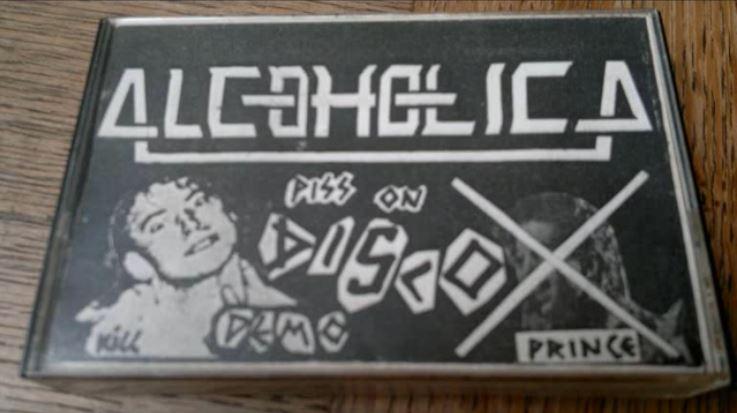 ALCOHOLICA
PISS ON
DISCO
KILL
DEMO
PRINCE